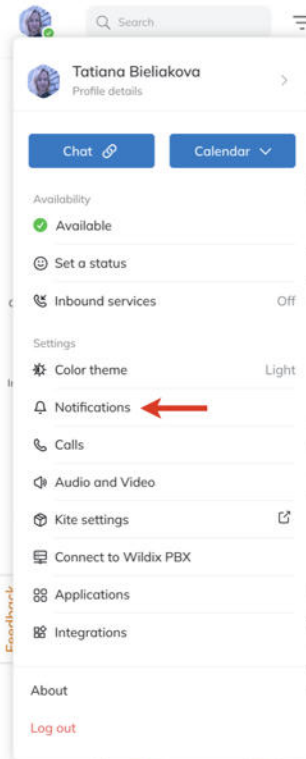 Search
Tatiana Bieliakova
Profile details
Chat
Calendar
Availability
Available
Set a status
Inbound services Off
Settings
Color theme Light
Notifications
Calls
Audio and Video
Kite settings
Connect to Wildix PBX
Applications
Integrations
Feedback
About
Log out